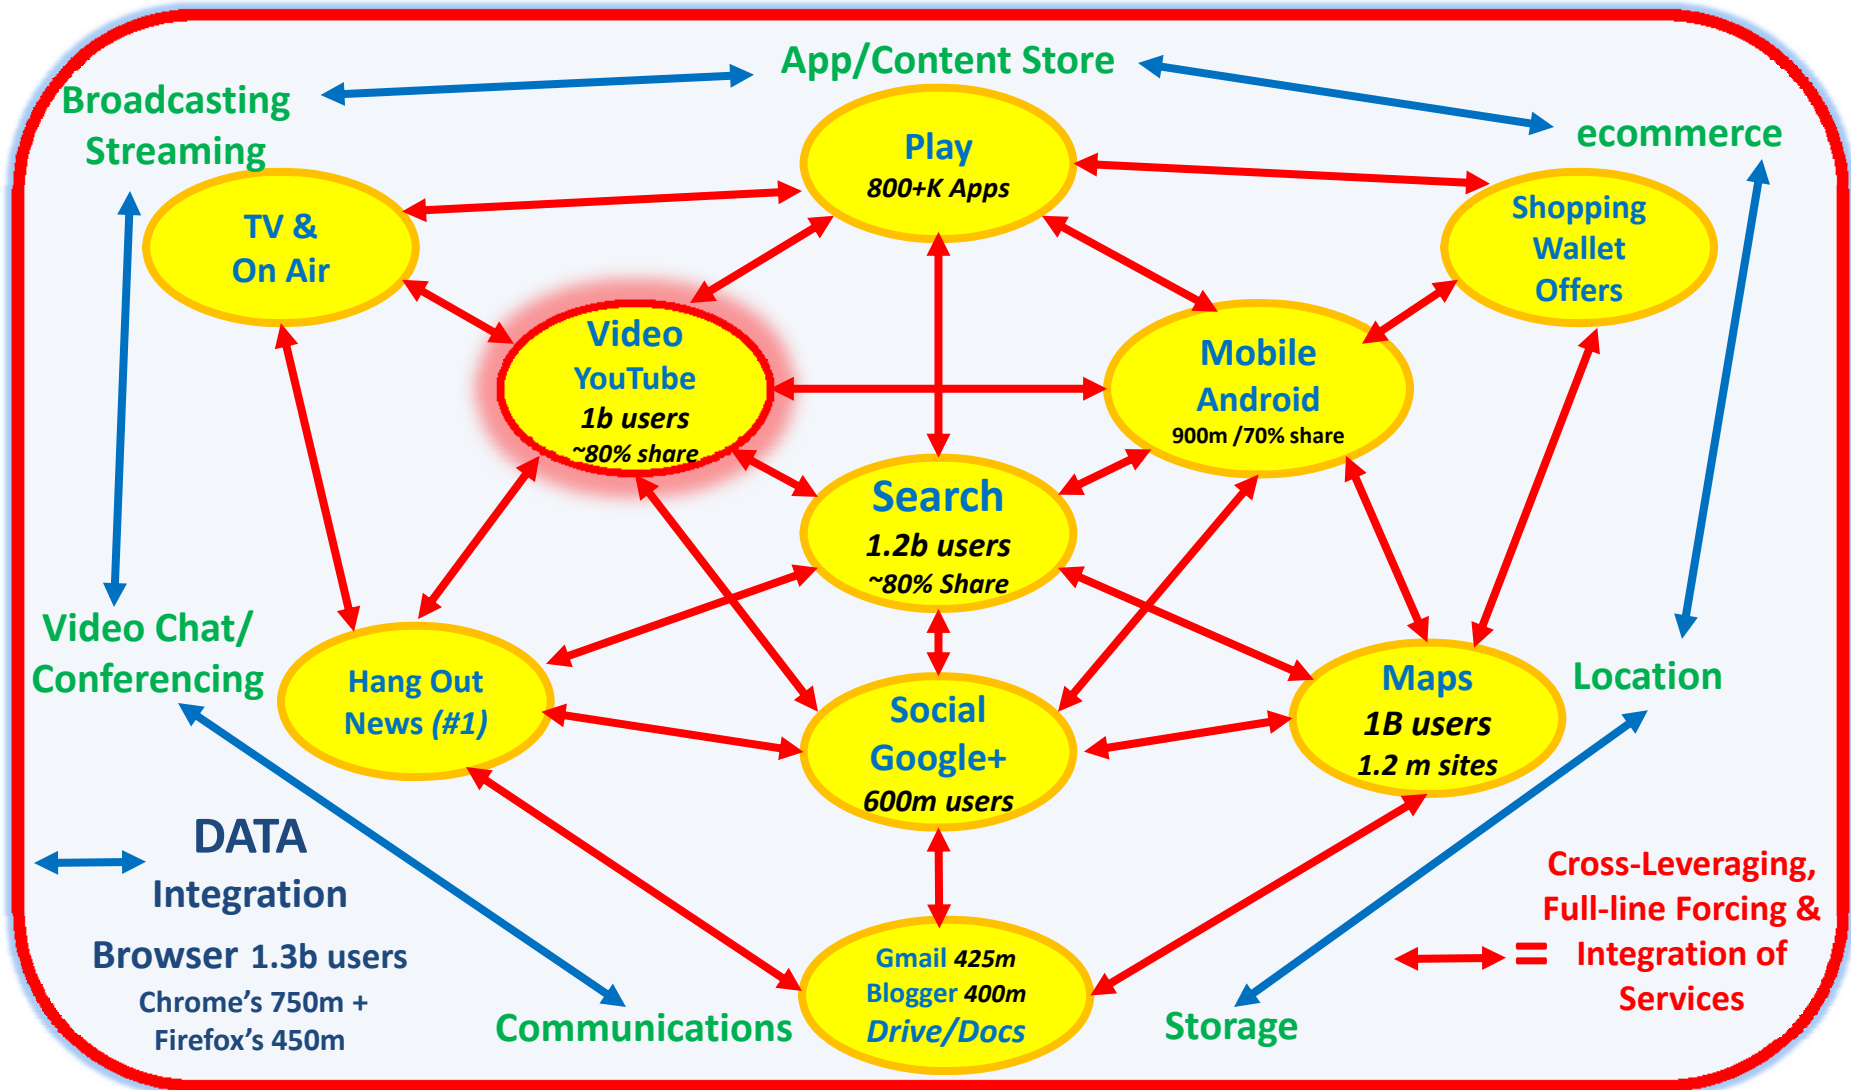 App/Content Store
Broadcasting
Streaming
ecommerce
Play
800+K Apps
TV &
On Air
Shopping
Wallet
Offers
Video
YouTube
1b users
~80% share
Mobile
Android
900m /70% share
Search
1.2b users
~80% Share
Video Chat/
Conferencing
Hang Out
News (#1)
Social
Google+
600m users
Maps
1B users
1.2 m sites
Location
DATA
Integration
Browser 1.3b users
Chrome's 750m +
Firefox's 450m
Communications
Gmail 425m
Blogger 400m
Drive/Docs
Storage
Cross-Leveraging,
Full-line Forcing &
= Integration of
Services